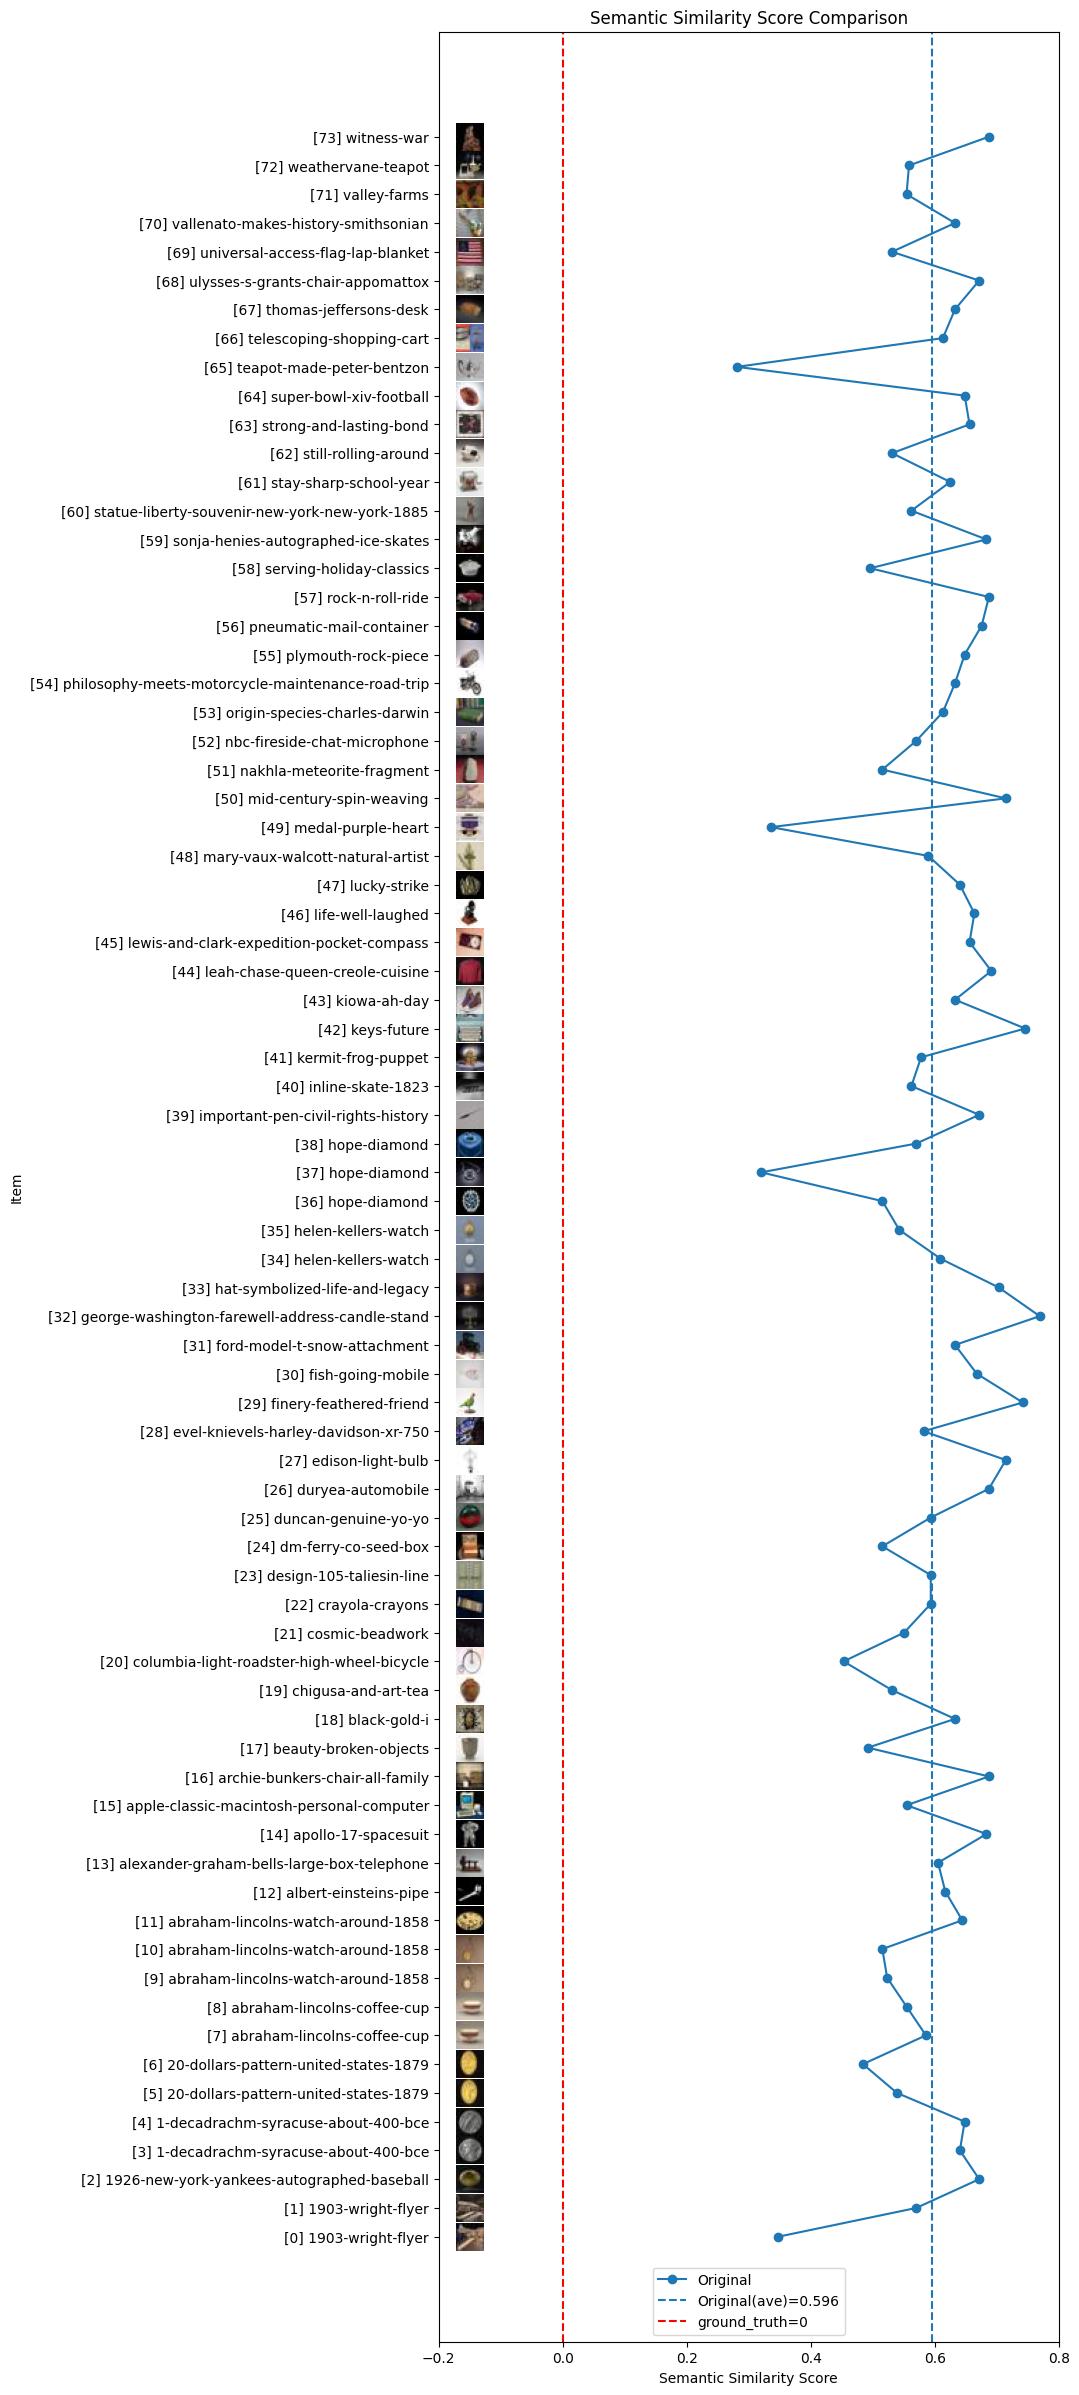 Semantic Similarity Score Comparison
[73] witness-war
[72] weathervane-teapot
[71] valley-farms
[70] vallenato-makes-history-smithsonian
[69] universal-access-flag-lap-blanket
[68] ulysses-s-grants-chair-appomattox
[67] thomas-jeffersons-desk
[66] telescoping-shopping-cart
[65] teapot-made-peter-bentzon
[64] super-bowl-xiv-football
[63] strong-and-lasting-bond
[62] still-rolling-around
[61] stay-sharp-school-year
[60] statue-liberty-souvenir-new-york-new-york-1885
[59] sonja-henies-autographed-ice-skates
[58] serving-holiday-classics
[57] rock-n-roll-ride
[56] pneumatic-mail-container
[55] plymouth-rock-piece
[54] philosophy-meets-motorcycle-maintenance-road-trip
[53] origin-species-charles-darwin
[52] nbc-fireside-chat-microphone
[51] nakhla-meteorite-fragment
[50] mid-century-spin-weaving
[49] medal-purple-heart
[48] mary-vaux-walcott-natural-artist
[47] lucky-strike
[46] life-well-laughed
[45] lewis-and-clark-expedition-pocket-compass
[44] leah-chase-queen-creole-cuisine
[43] kiowa-ah-day
[42] keys-future
[41] kermit-frog-puppet
[40] inline-skate-1823
[39] important-pen-civil-rights-history
[38] hope-diamond
[37] hope-diamond
[36] hope-diamond
[35] helen-kellers-watch
[34] helen-kellers-watch
[33] hat-symbolized-life-and-legacy
[32] george-washington-farewell-address-candle-stand
[31] ford-model-t-snow-attachment
[30] fish-going-mobile
[29] finery-feathered-friend
[28] evel-knievels-harley-davidson-xr-750
[27] edison-light-bulb
[26] duryea-automobile
[25] duncan-genuine-yo-yo
[24] dm-ferry-co-seed-box
[23] design-105-taliesin-line
[22] crayola-crayons
[21] cosmic-beadwork
[20] columbia-light-roadster-high-wheel-bicycle
[19] chigusa-and-art-tea
[18] black-gold-i
[17] beauty-broken-objects
[16] archie-bunkers-chair-all-family
[15] apple-classic-macintosh-personal-computer
[14] apollo-17-spacesuit
[13] alexander-graham-bells-large-box-telephone
[12] albert-einsteins-pipe
[11] abraham-lincolns-watch-around-1858
[10] abraham-lincolns-watch-around-1858
[9] abraham-lincolns-watch-around-1858
[8] abraham-lincolns-coffee-cup
[7] abraham-lincolns-coffee-cup
[6] 20-dollars-pattern-united-states-1879
[5] 20-dollars-pattern-united-states-1879
[4] 1-decadrachm-syracuse-about-400-bce
[3] 1-decadrachm-syracuse-about-400-bce
[2] 1926-new-york-yankees-autographed-baseball
[1] 1903-wright-flyer
[0] 1903-wright-flyer
Item
Original
Original(ave)=0.596
ground_truth=0
−0.2 0.0 0.2 0.4 0.6 0.8
Semantic Similarity Score